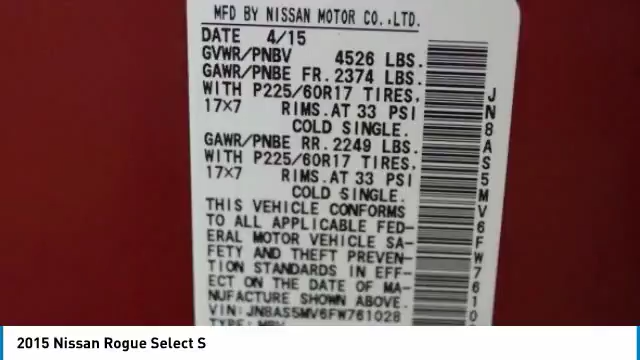 MFD BY NISSAN MOTOR CO.,LTD.
DATE 4/15
GVWR/PNBV 4526 LBS.
GAWR/PNBE FR. 2374 LBS.
WITH P225/60R17 TIRES,
17x7 RIMS.AT 33 PSI
COLD SINGLE.
GAWR/PNBE RR. 2249 LBS.
WITH P225/60R17 TIRES,
17x7 RIMS.AT 33 PSI
COLD SINGLE.
THIS VEHICLE CONFORMS
TO ALL APPLICABLE FED-
ERAL MOTOR VEHICLE SA-
FETY AND THEFT PREVEN-
TION STANDARDS IN EFF-
ECT ON THE DATE OF MA-
NUFACTURE SHOWN ABOVE.
VIN: JN8AS5MV6FW761028
TYPE: MPV
JN8AS5MV6FW7610
2015 Nissan Rogue Select S